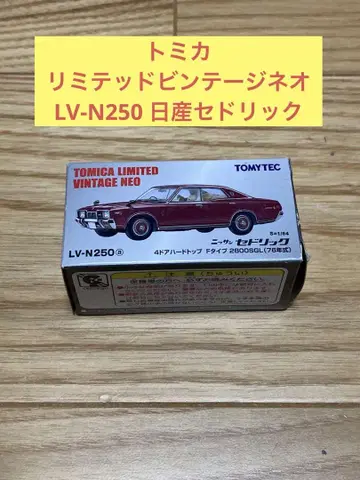 トミカ
リミテッドビンテージネオ
LV-N250 日産セドリック
TOMICA LIMITED
VINTAGE NEO
TOMYTEC
S=1/64
ニッサン セドリック
LV-N250 a
4ドアハードトップ Fタイプ 2800SGL(76年式)